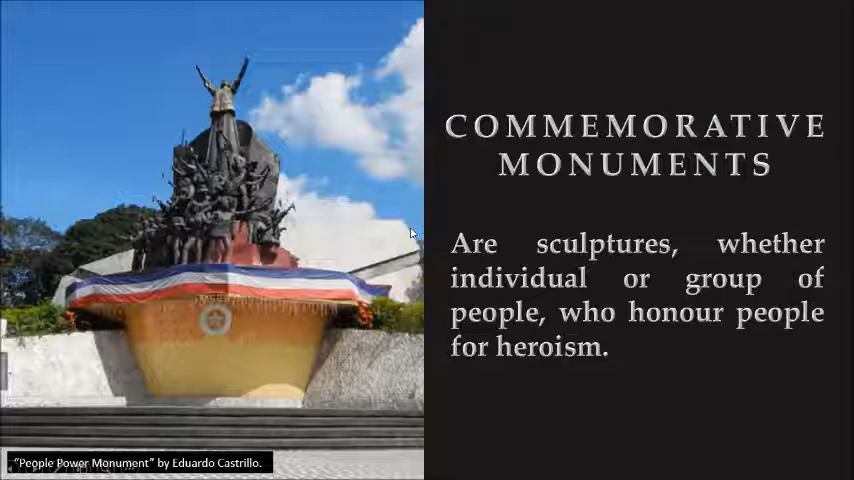 COMMEMORATIVE
MONUMENTS
Are sculptures, whether
individual or group of
people, who honour people
for heroism.
"People Power Monument" by Eduardo Castrillo.